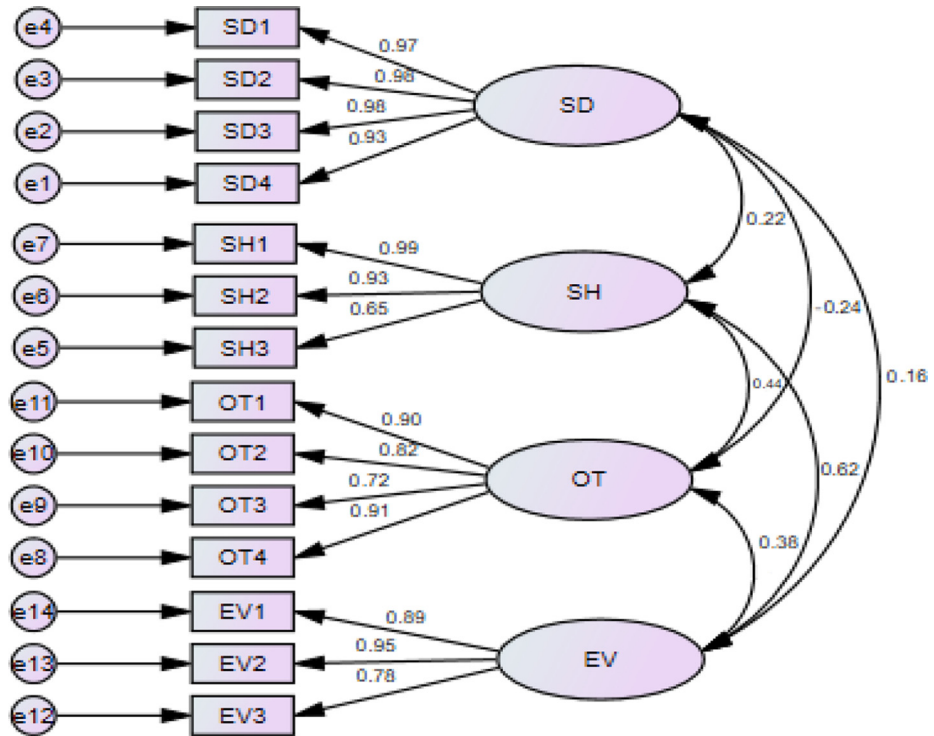 e4 SD1
0.97
e3 SD2
0.98
SD
e2 SD3
0.98
0.93
e1 SD4
e7 SH1
0.99
0.22
e6 SH2
0.93
SH
0.65
-0.24
e5 SH3
e11 OT1
0.44
0.16
0.90
e10 OT2
0.82
0.62
OT
0.72
e9 OT3
0.91
0.38
e8 OT4
e14 EV1
0.89
0.95
e13 EV2
EV
0.78
e12 EV3